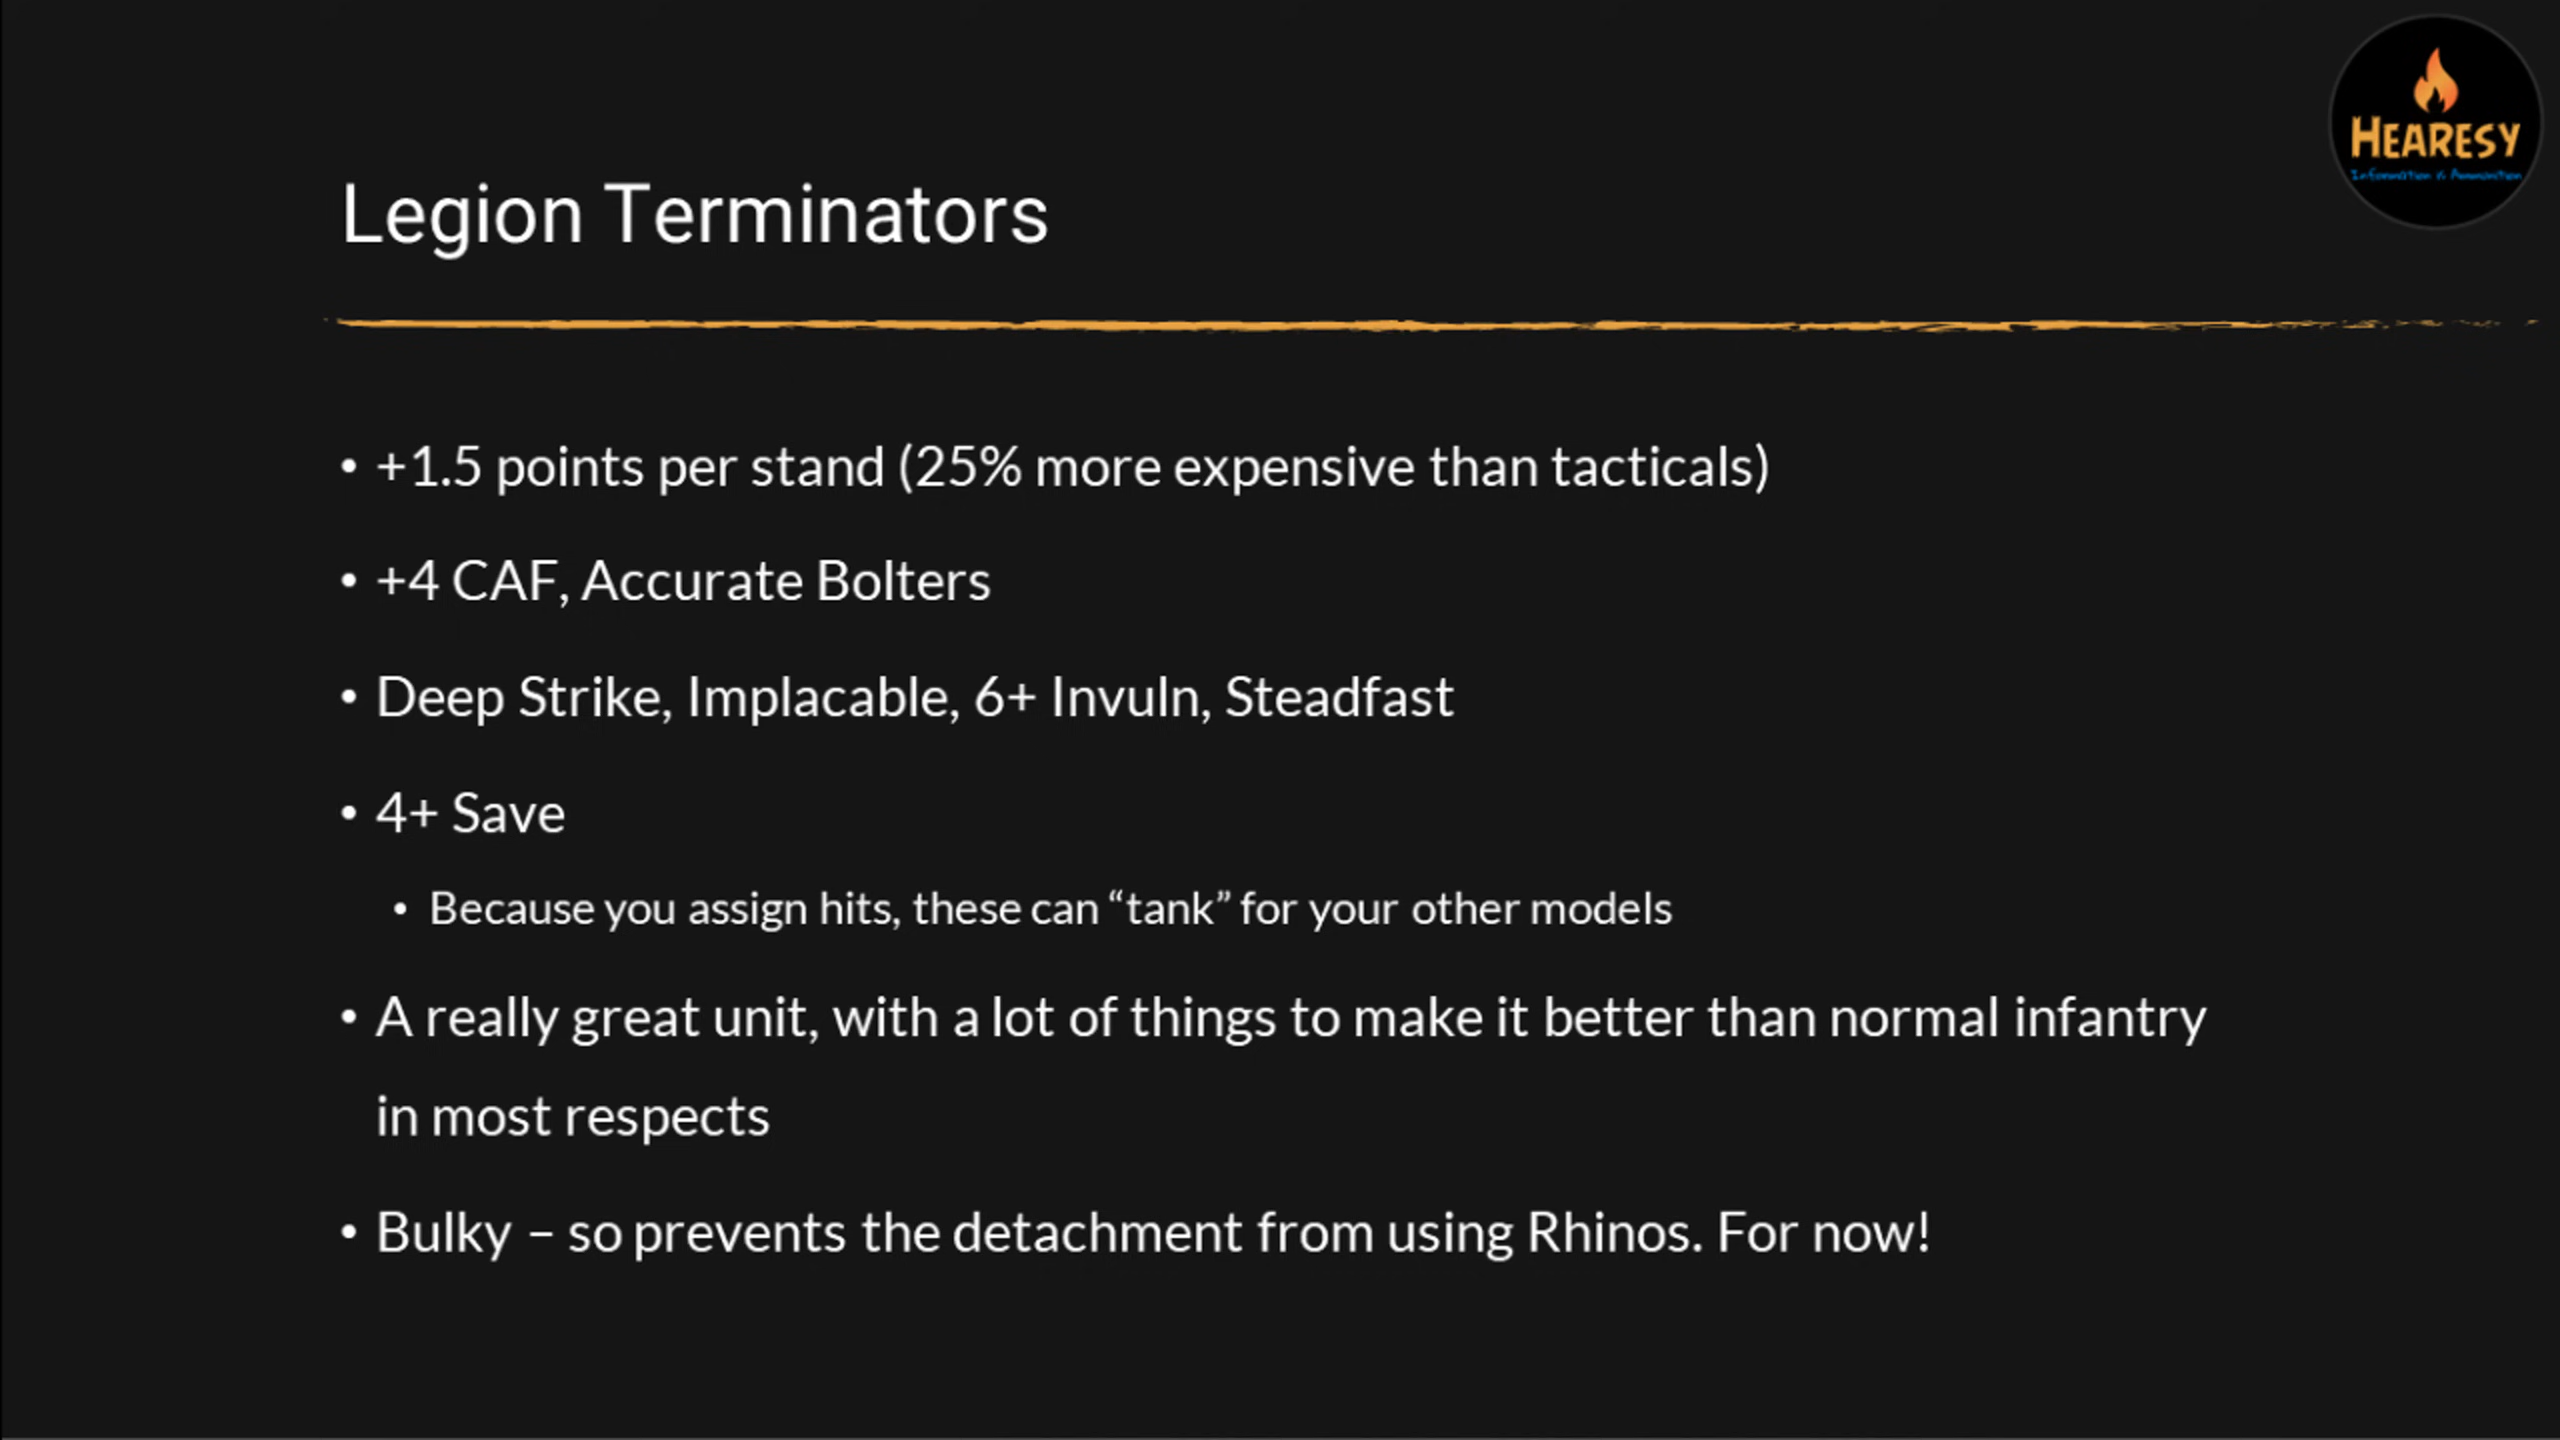 HEARESY
Information & Ammunition
Legion Terminators
• +1.5 points per stand (25% more expensive than tacticals)
• +4 CAF, Accurate Bolters
• Deep Strike, Implacable, 6+ Invuln, Steadfast
• 4+ Save
• Because you assign hits, these can “tank” for your other models
• A really great unit, with a lot of things to make it better than normal infantry
in most respects
• Bulky – so prevents the detachment from using Rhinos. For now!